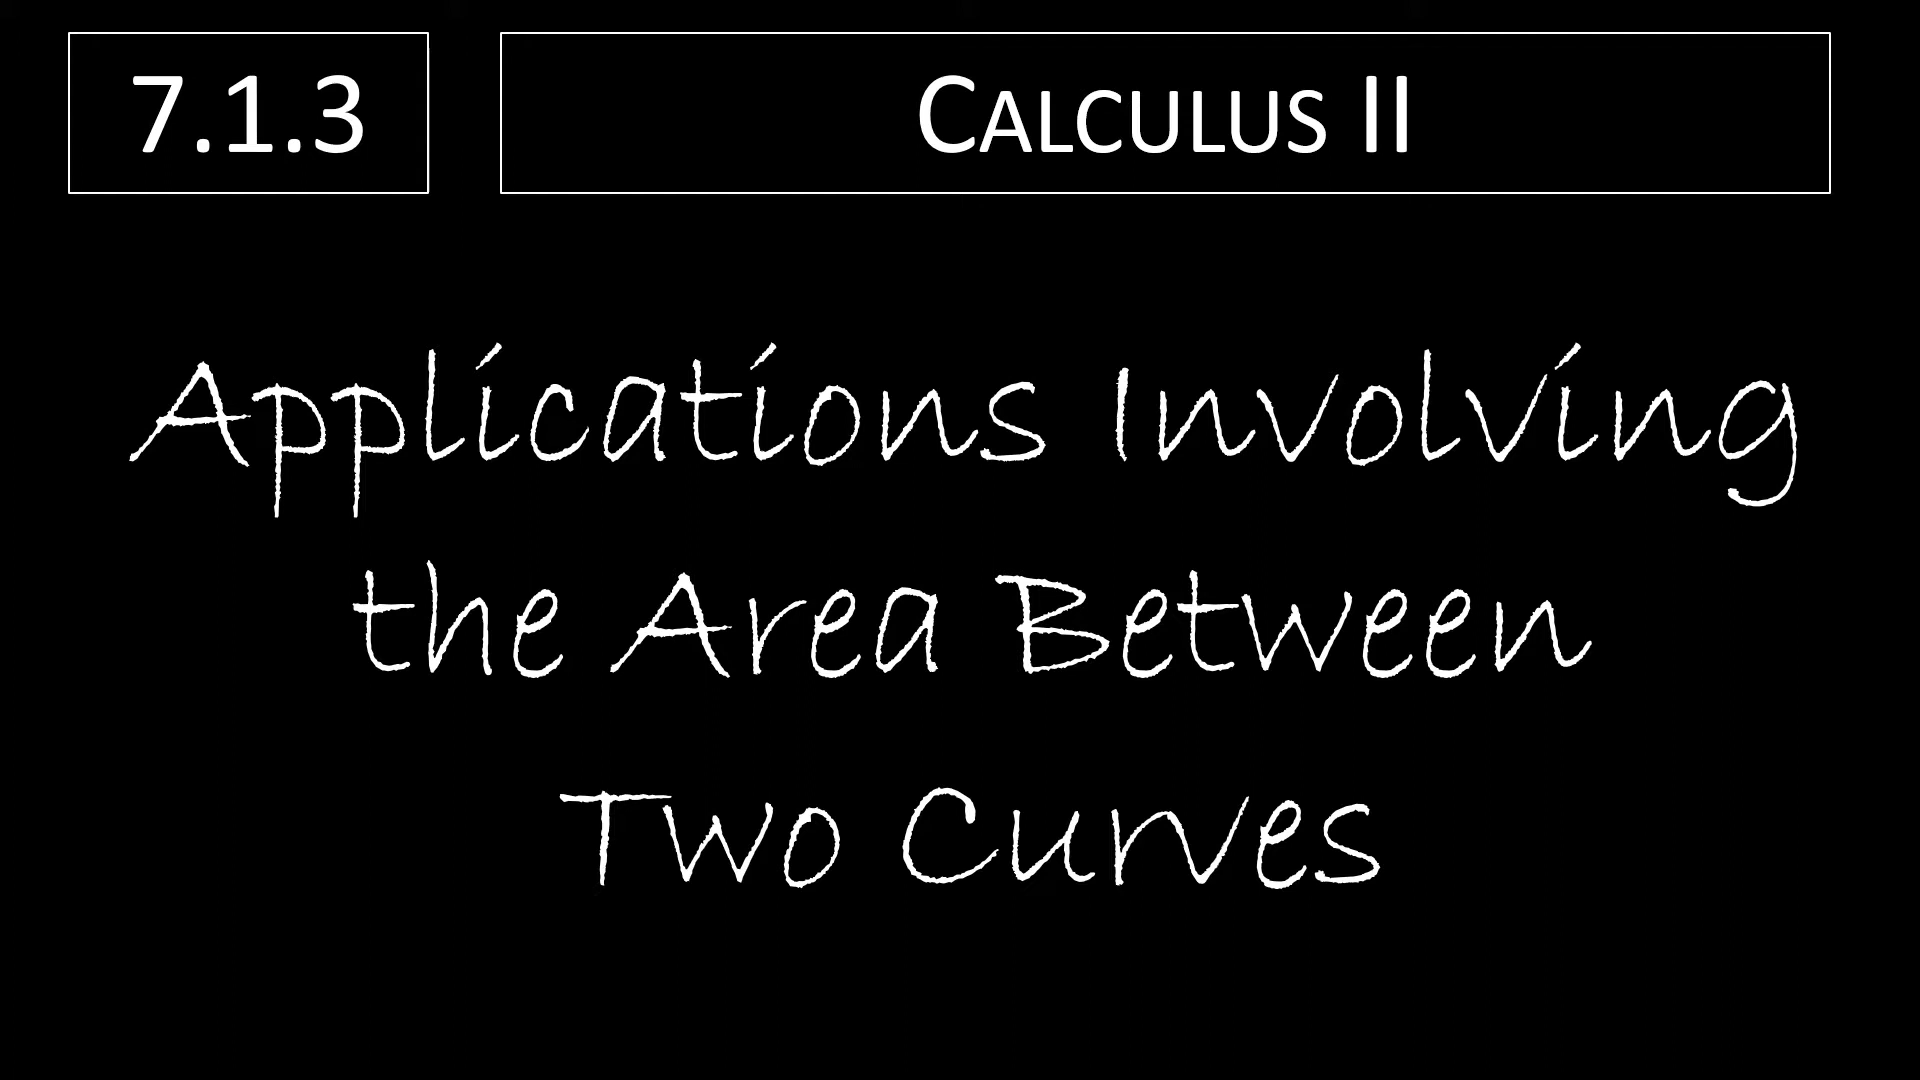 7.1.3
CALCULUS II
Applications Involving
the Area Between
Two Curves